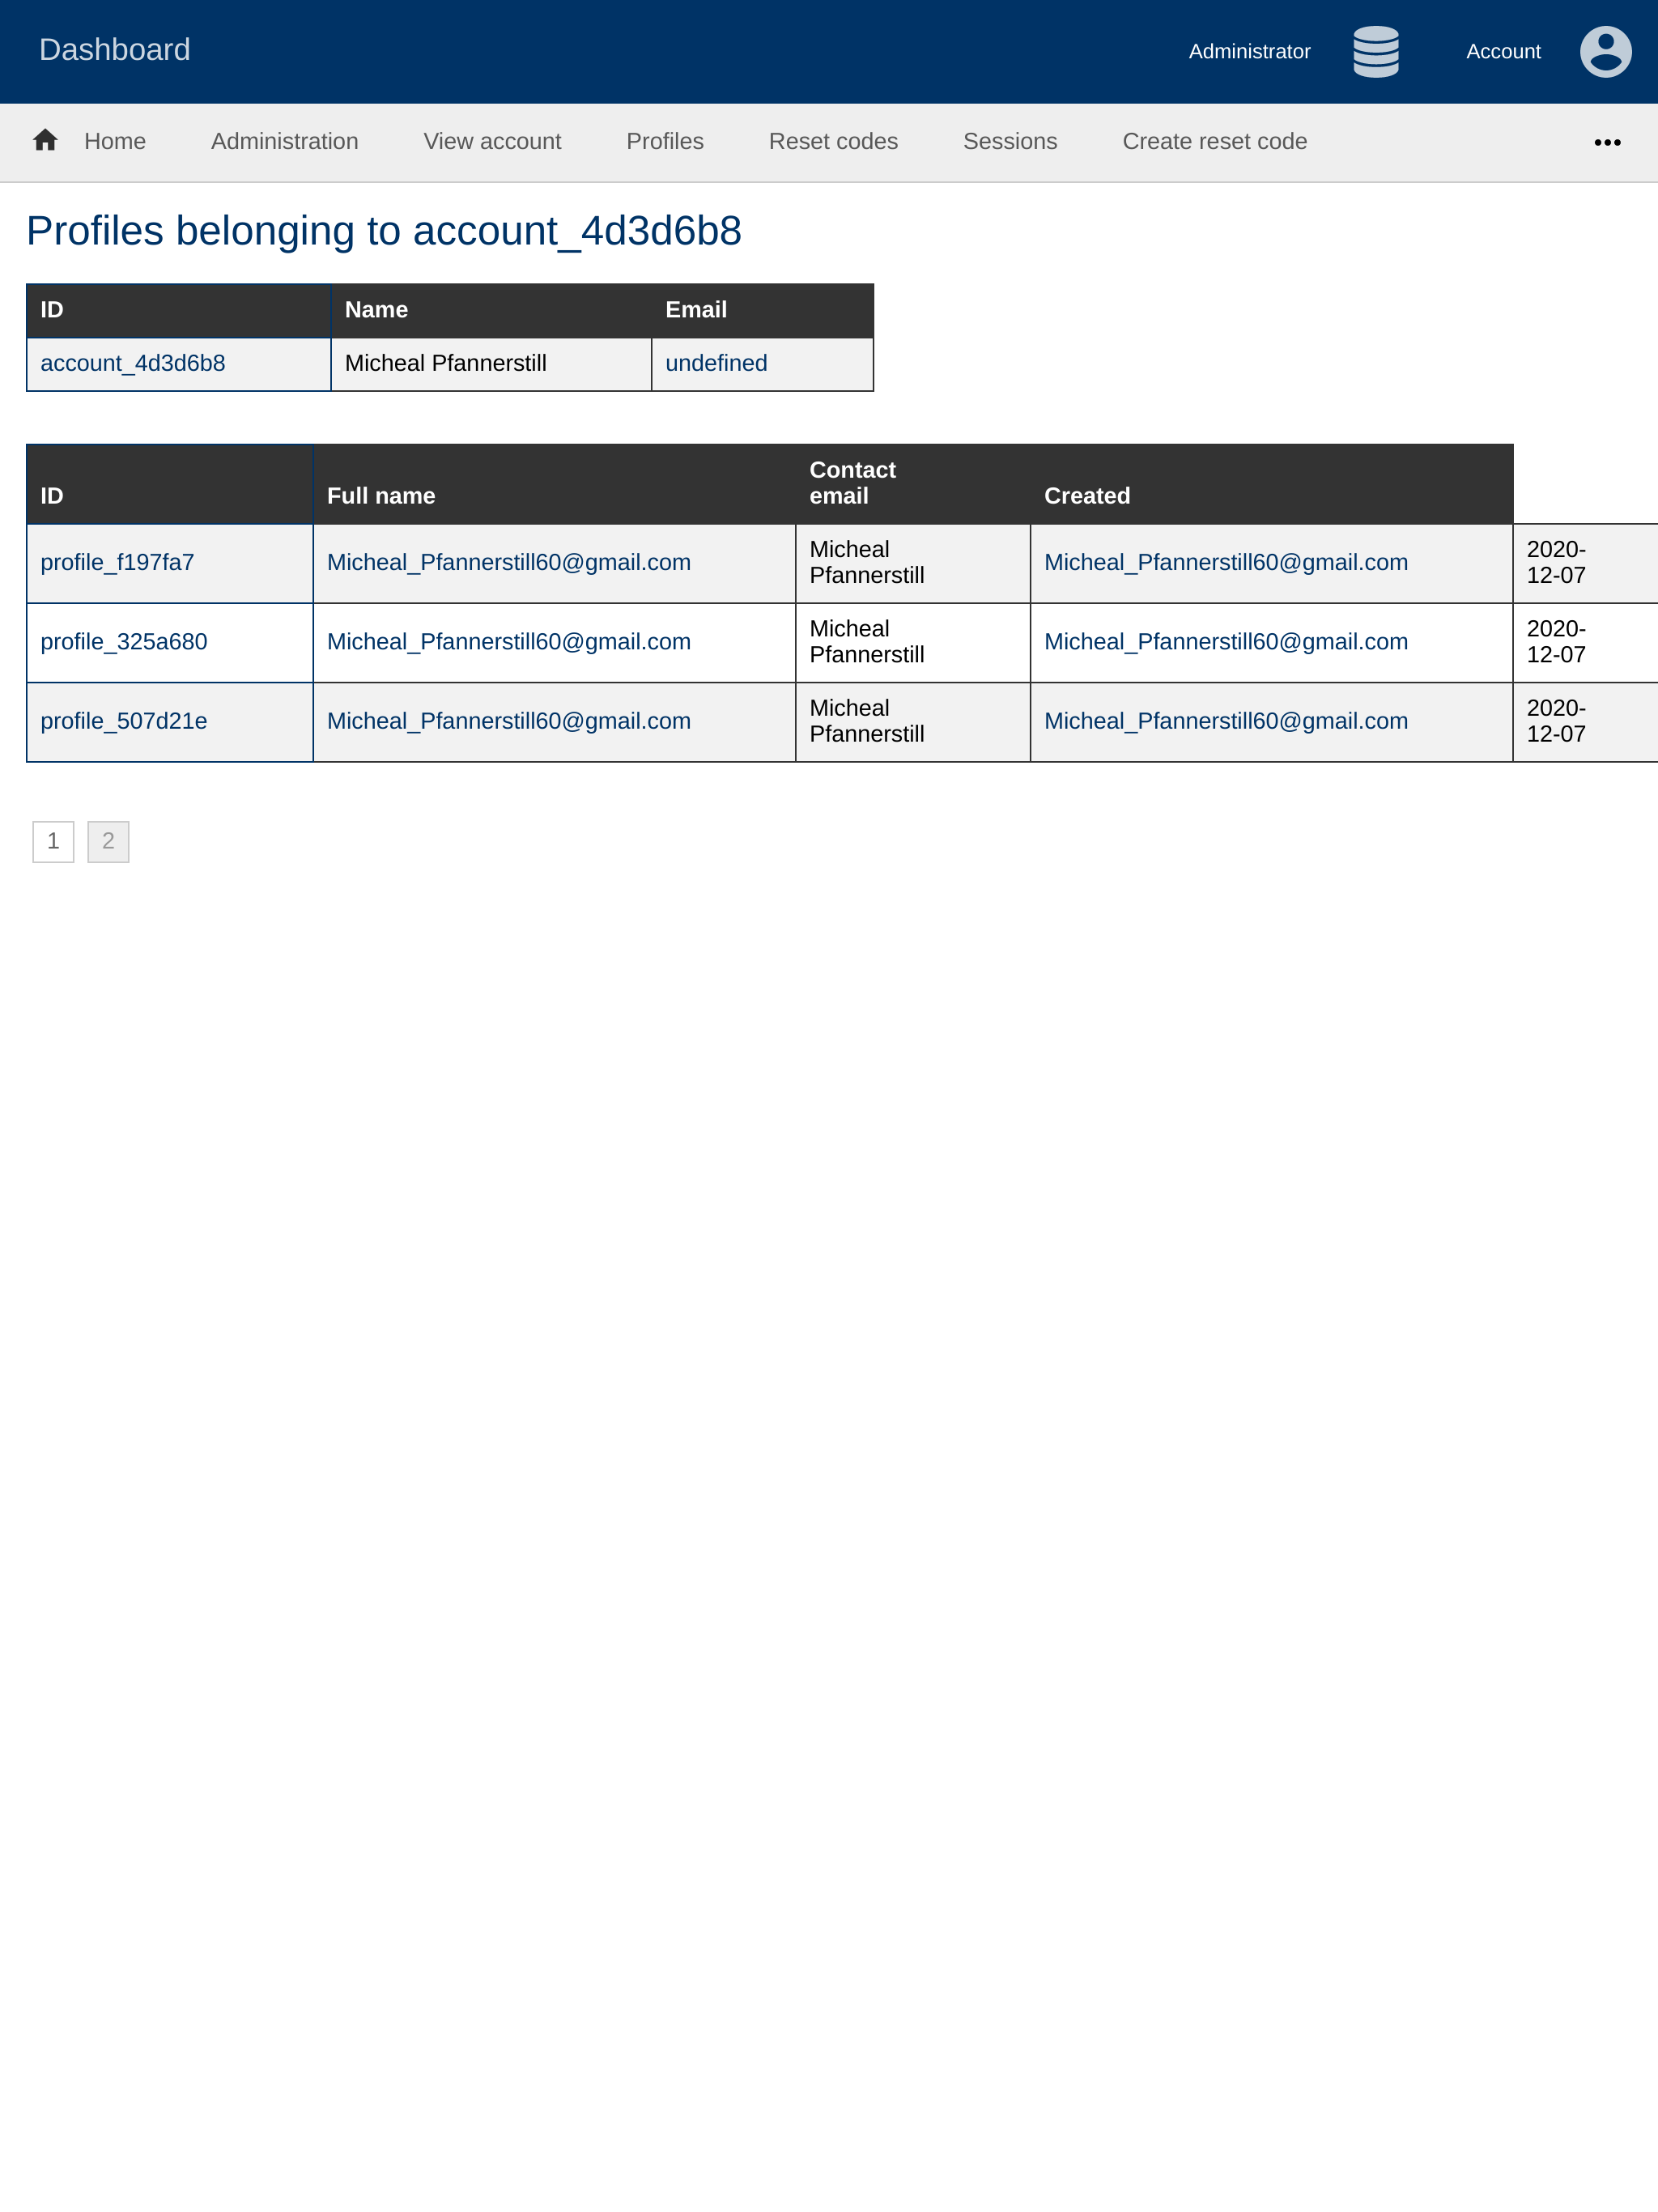 Dashboard
Administrator
Account
Home Administration View account Profiles Reset codes Sessions Create reset code •••
Profiles belonging to account_4d3d6b8
ID Name Email
account_4d3d6b8 Micheal Pfannerstill undefined
ID Full name Contact email Created
profile_f197fa7 Micheal_Pfannerstill60@gmail.com Micheal Pfannerstill Micheal_Pfannerstill60@gmail.com 2020-12-07
profile_325a680 Micheal_Pfannerstill60@gmail.com Micheal Pfannerstill Micheal_Pfannerstill60@gmail.com 2020-12-07
profile_507d21e Micheal_Pfannerstill60@gmail.com Micheal Pfannerstill Micheal_Pfannerstill60@gmail.com 2020-12-07
1 2